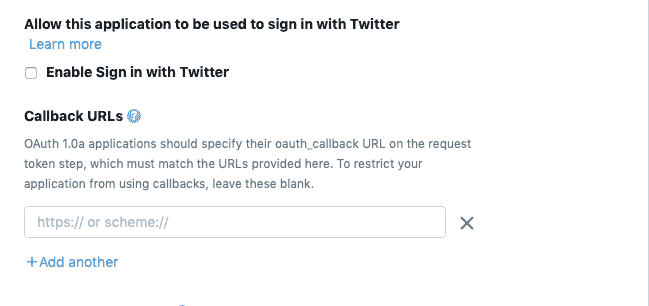 Allow this application to be used to sign in with Twitter
Learn more
Enable Sign in with Twitter
Callback URLs
OAuth 1.0a applications should specify their oauth_callback URL on the request
token step, which must match the URLs provided here. To restrict your
application from using callbacks, leave these blank.
https:// or scheme://
+Add another